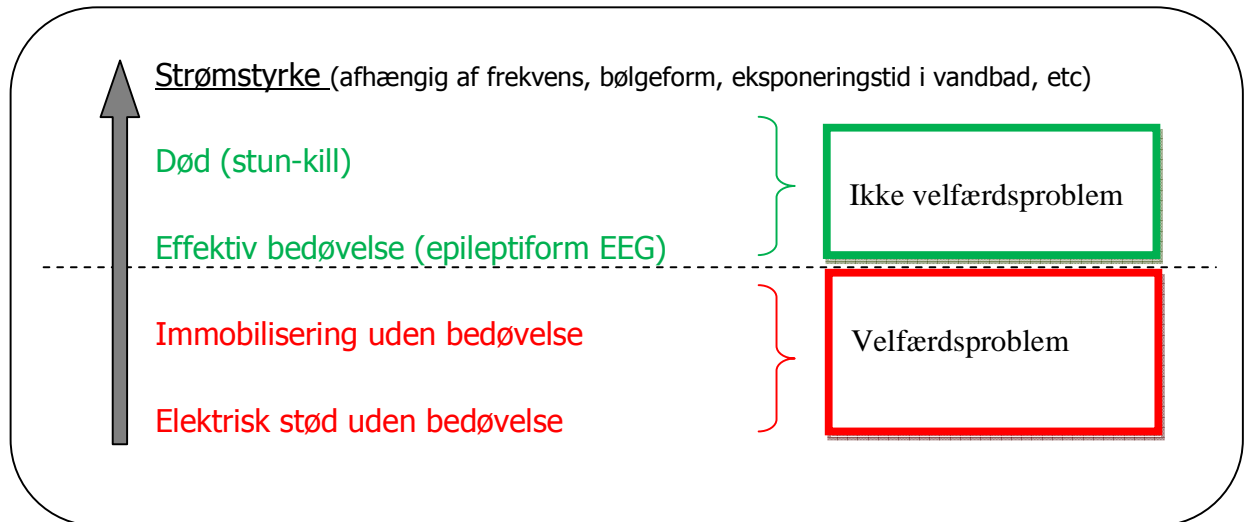 Strømstyrke (afhængig af frekvens, bølgeform, eksponeringstid i vandbad, etc)
Død (stun-kill)
Ikke velfærdsproblem
Effektiv bedøvelse (epileptiform EEG)
Immobilisering uden bedøvelse
Velfærdsproblem
Elektrisk stød uden bedøvelse